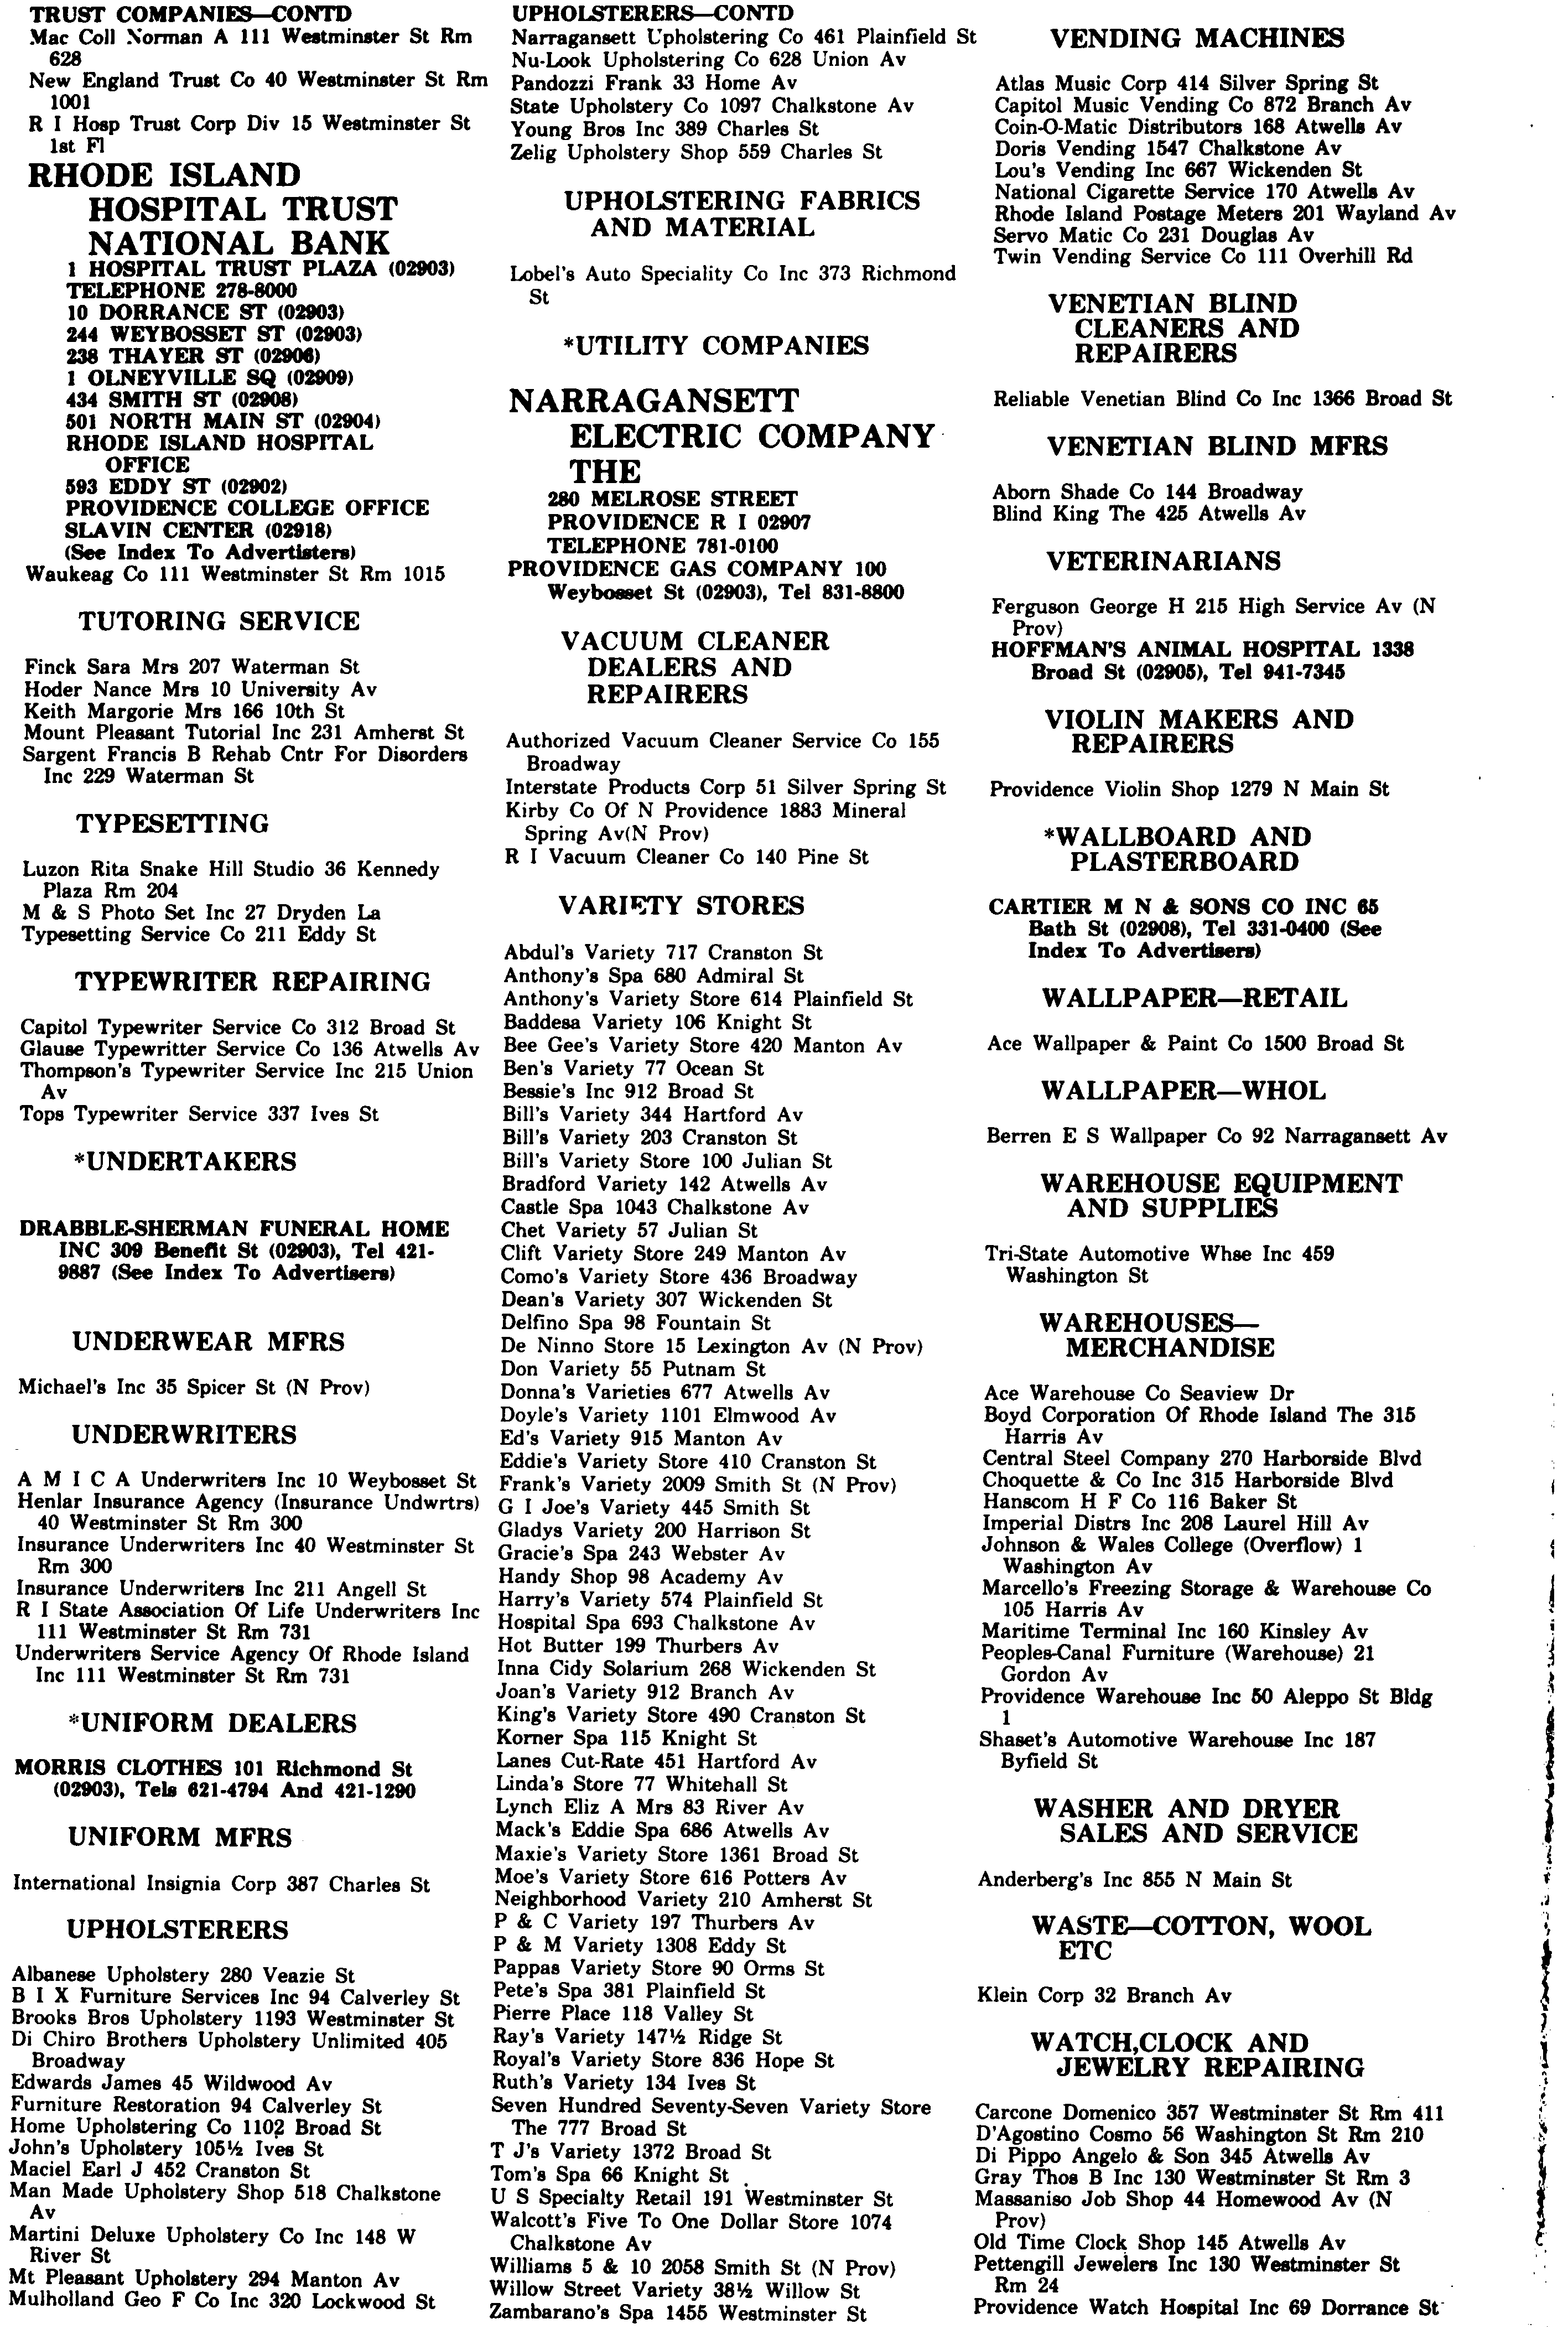 TRUST COMPANIES—CONTD
Mac Coll Norman A 111 Westminster St Rm
628
New England Trust Co 40 Westminster St Rm
1001
R I Hosp Trust Corp Div 15 Westminster St
1st Fl
RHODE ISLAND
HOSPITAL TRUST
NATIONAL BANK
1 HOSPITAL TRUST PLAZA (02903)
TELEPHONE 278-8000
10 DORRANCE ST (02903)
244 WEYBOSSET ST (02903)
238 THAYER ST (02906)
1 OLNEYVILLE SQ (02909)
434 SMITH ST (02908)
501 NORTH MAIN ST (02904)
RHODE ISLAND HOSPITAL
OFFICE
593 EDDY ST (02902)
PROVIDENCE COLLEGE OFFICE
SLAVIN CENTER (02918)
(See Index To Advertisters)
Waukeag Co 111 Westminster St Rm 1015
TUTORING SERVICE
Finck Sara Mrs 207 Waterman St
Hoder Nance Mrs 10 University Av
Keith Margorie Mrs 166 10th St
Mount Pleasant Tutorial Inc 231 Amherst St
Sargent Francis B Rehab Cntr For Disorders
Inc 229 Waterman St
TYPESETTING
Luzon Rita Snake Hill Studio 36 Kennedy
Plaza Rm 204
M & S Photo Set Inc 27 Dryden La
Typesetting Service Co 211 Eddy St
TYPEWRITER REPAIRING
Capitol Typewriter Service Co 312 Broad St
Glause Typewritter Service Co 136 Atwells Av
Thompson's Typewriter Service Inc 215 Union
Av
Tops Typewriter Service 337 Ives St
*UNDERTAKERS
DRABBLE-SHERMAN FUNERAL HOME
INC 309 Benefit St (02903), Tel 421-
9887 (See Index To Advertisers)
UNDERWEAR MFRS
Michael's Inc 35 Spicer St (N Prov)
UNDERWRITERS
A M I C A Underwriters Inc 10 Weybosset St
Henlar Insurance Agency (Insurance Undwrtrs)
40 Westminster St Rm 300
Insurance Underwriters Inc 40 Westminster St
Rm 300
Insurance Underwriters Inc 211 Angell St
R I State Association Of Life Underwriters Inc
111 Westminster St Rm 731
Underwriters Service Agency Of Rhode Island
Inc 111 Westminster St Rm 731
*UNIFORM DEALERS
MORRIS CLOTHES 101 Richmond St
(02903), Tels 621-4794 And 421-1290
UNIFORM MFRS
International Insignia Corp 387 Charles St
UPHOLSTERERS
Albanese Upholstery 280 Veazie St
B I X Furniture Services Inc 94 Calverley St
Brooks Bros Upholstery 1193 Westminster St
Di Chiro Brothers Upholstery Unlimited 405
Broadway
Edwards James 45 Wildwood Av
Furniture Restoration 94 Calverley St
Home Upholstering Co 1102 Broad St
John's Upholstery 105½ Ives St
Maciel Earl J 452 Cranston St
Man Made Upholstery Shop 518 Chalkstone
Av
Martini Deluxe Upholstery Co Inc 148 W
River St
Mt Pleasant Upholstery 294 Manton Av
Mulholland Geo F Co Inc 320 Lockwood St
UPHOLSTERERS—CONTD
Narragansett Upholstering Co 461 Plainfield St
Nu-Look Upholstering Co 628 Union Av
Pandozzi Frank 33 Home Av
State Upholstery Co 1097 Chalkstone Av
Young Bros Inc 389 Charles St
Zelig Upholstery Shop 559 Charles St
UPHOLSTERING FABRICS
AND MATERIAL
Lobel's Auto Speciality Co Inc 373 Richmond
St
*UTILITY COMPANIES
NARRAGANSETT
ELECTRIC COMPANY
THE
280 MELROSE STREET
PROVIDENCE R I 02907
TELEPHONE 781-0100
PROVIDENCE GAS COMPANY 100
Weybosset St (02903), Tel 831-8800
VACUUM CLEANER
DEALERS AND
REPAIRERS
Authorized Vacuum Cleaner Service Co 155
Broadway
Interstate Products Corp 51 Silver Spring St
Kirby Co Of N Providence 1883 Mineral
Spring Av(N Prov)
R I Vacuum Cleaner Co 140 Pine St
VARIETY STORES
Abdul's Variety 717 Cranston St
Anthony's Spa 680 Admiral St
Anthony's Variety Store 614 Plainfield St
Baddesa Variety 106 Knight St
Bee Gee's Variety Store 420 Manton Av
Ben's Variety 77 Ocean St
Bessie's Inc 912 Broad St
Bill's Variety 344 Hartford Av
Bill's Variety 203 Cranston St
Bill's Variety Store 100 Julian St
Bradford Variety 142 Atwells Av
Castle Spa 1043 Chalkstone Av
Chet Variety 57 Julian St
Clift Variety Store 249 Manton Av
Como's Variety Store 436 Broadway
Dean's Variety 307 Wickenden St
Delfino Spa 98 Fountain St
De Ninno Store 15 Lexington Av (N Prov)
Don Variety 55 Putnam St
Donna's Varieties 677 Atwells Av
Doyle's Variety 1101 Elmwood Av
Ed's Variety 915 Manton Av
Eddie's Variety Store 410 Cranston St
Frank's Variety 2009 Smith St (N Prov)
G I Joe's Variety 445 Smith St
Gladys Variety 200 Harrison St
Gracie's Spa 243 Webster Av
Handy Shop 98 Academy Av
Harry's Variety 574 Plainfield St
Hospital Spa 693 Chalkstone Av
Hot Butter 199 Thurbers Av
Inna Cidy Solarium 268 Wickenden St
Joan's Variety 912 Branch Av
King's Variety Store 490 Cranston St
Korner Spa 115 Knight St
Lanes Cut-Rate 451 Hartford Av
Linda's Store 77 Whitehall St
Lynch Eliz A Mrs 83 River Av
Mack's Eddie Spa 686 Atwells Av
Maxie's Variety Store 1361 Broad St
Moe's Variety Store 616 Potters Av
Neighborhood Variety 210 Amherst St
P & C Variety 197 Thurbers Av
P & M Variety 1308 Eddy St
Pappas Variety Store 90 Orms St
Pete's Spa 381 Plainfield St
Pierre Place 118 Valley St
Ray's Variety 147½ Ridge St
Royal's Variety Store 836 Hope St
Ruth's Variety 134 Ives St
Seven Hundred Seventy-Seven Variety Store
The 777 Broad St
T J's Variety 1372 Broad St
Tom's Spa 66 Knight St
U S Specialty Retail 191 Westminster St
Walcott's Five To One Dollar Store 1074
Chalkstone Av
Williams 5 & 10 2058 Smith St (N Prov)
Willow Street Variety 38½ Willow St
Zambarano's Spa 1455 Westminster St
VENDING MACHINES
Atlas Music Corp 414 Silver Spring St
Capitol Music Vending Co 872 Branch Av
Coin-O-Matic Distributors 168 Atwells Av
Doris Vending 1547 Chalkstone Av
Lou's Vending Inc 667 Wickenden St
National Cigarette Service 170 Atwells Av
Rhode Island Postage Meters 201 Wayland Av
Servo Matic Co 231 Douglas Av
Twin Vending Service Co 111 Overhill Rd
VENETIAN BLIND
CLEANERS AND
REPAIRERS
Reliable Venetian Blind Co Inc 1366 Broad St
VENETIAN BLIND MFRS
Aborn Shade Co 144 Broadway
Blind King The 425 Atwells Av
VETERINARIANS
Ferguson George H 215 High Service Av (N
Prov)
HOFFMAN'S ANIMAL HOSPITAL 1338
Broad St (02905), Tel 941-7345
VIOLIN MAKERS AND
REPAIRERS
Providence Violin Shop 1279 N Main St
*WALLBOARD AND
PLASTERBOARD
CARTIER M N & SONS CO INC 65
Bath St (02908), Tel 331-0400 (See
Index To Advertisers)
WALLPAPER—RETAIL
Ace Wallpaper & Paint Co 1500 Broad St
WALLPAPER—WHOL
Berren E S Wallpaper Co 92 Narragansett Av
WAREHOUSE EQUIPMENT
AND SUPPLIES
Tri-State Automotive Whse Inc 459
Washington St
WAREHOUSES—
MERCHANDISE
Ace Warehouse Co Seaview Dr
Boyd Corporation Of Rhode Island The 315
Harris Av
Central Steel Company 270 Harborside Blvd
Choquette & Co Inc 315 Harborside Blvd
Hanscom H F Co 116 Baker St
Imperial Distrs Inc 208 Laurel Hill Av
Johnson & Wales College (Overflow) 1
Washington Av
Marcello's Freezing Storage & Warehouse Co
105 Harris Av
Maritime Terminal Inc 160 Kinsley Av
Peoples-Canal Furniture (Warehouse) 21
Gordon Av
Providence Warehouse Inc 50 Aleppo St Bldg
1
Shaset's Automotive Warehouse Inc 187
Byfield St
WASHER AND DRYER
SALES AND SERVICE
Anderberg's Inc 855 N Main St
WASTE—COTTON, WOOL
ETC
Klein Corp 32 Branch Av
WATCH,CLOCK AND
JEWELRY REPAIRING
Carcone Domenico 357 Westminster St Rm 411
D'Agostino Cosmo 56 Washington St Rm 210
Di Pippo Angelo & Son 345 Atwells Av
Gray Thos B Inc 130 Westminster St Rm 3
Massaniso Job Shop 44 Homewood Av (N
Prov)
Old Time Clock Shop 145 Atwells Av
Pettengill Jewelers Inc 130 Westminster St
Rm 24
Providence Watch Hospital Inc 69 Dorrance St